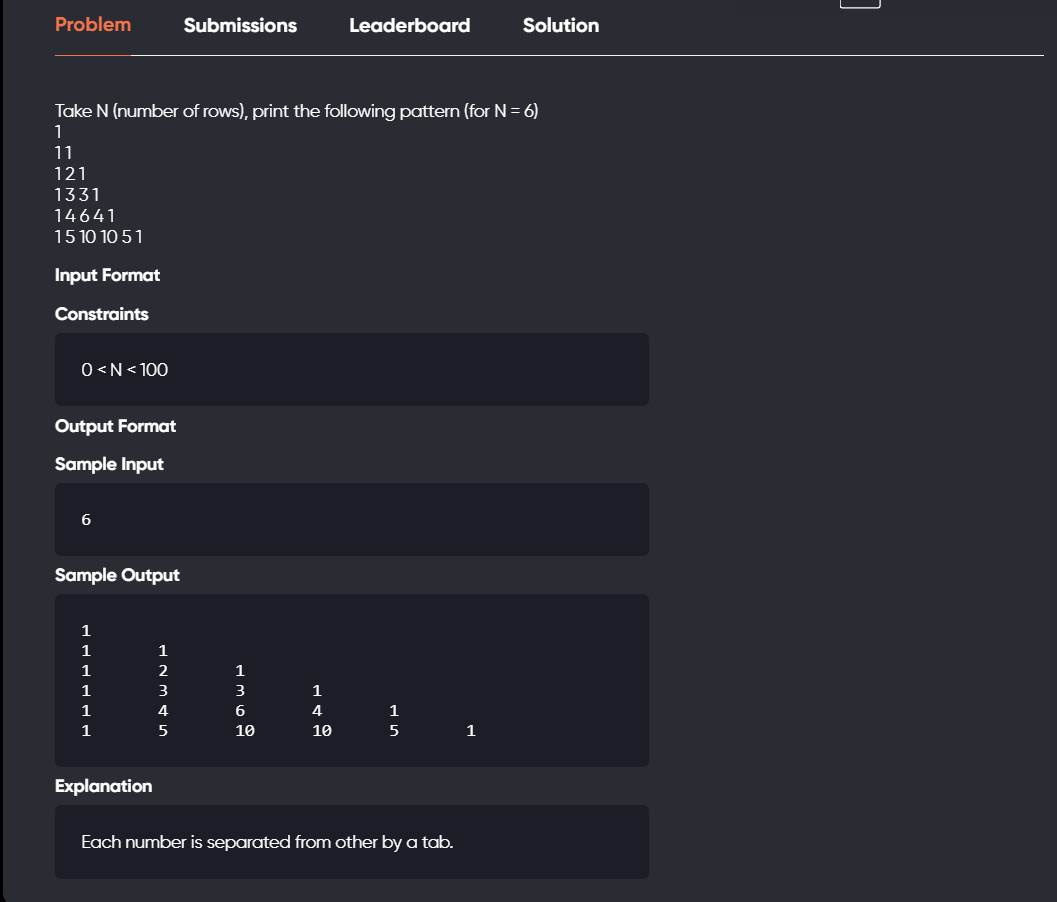 Problem Submissions Leaderboard Solution
Take N (number of rows), print the following pattern (for N = 6)
1
1 1
1 2 1
1 3 3 1
1 4 6 4 1
1 5 10 10 5 1
Input Format
Constraints
0 < N < 100
Output Format
Sample Input
6
Sample Output
1
1 1
1 2 1
1 3 3 1
1 4 6 4 1
1 5 10 10 5 1
Explanation
Each number is separated from other by a tab.